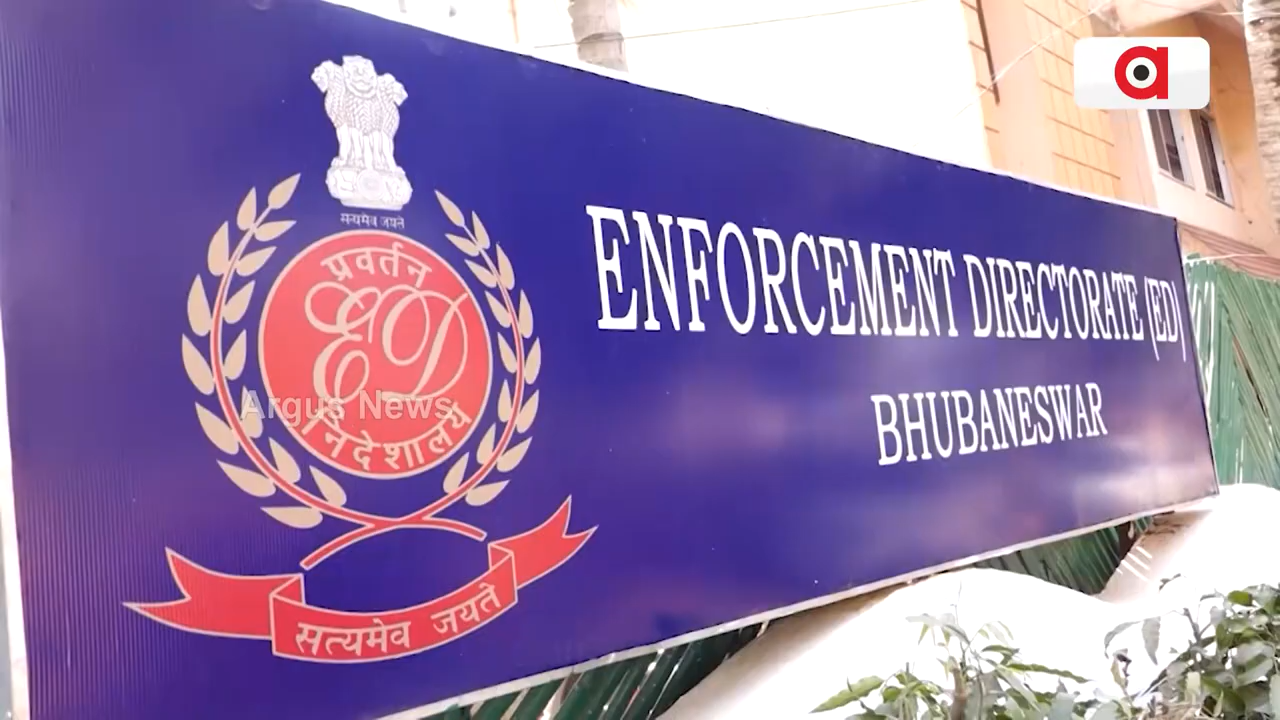 सत्यमेव जयते
प्रवर्तन
ED
निदेशालय
सत्यमेव जयते
ENFORCEMENT DIRECTORATE (ED)
BHUBANESWAR
Argus News
a